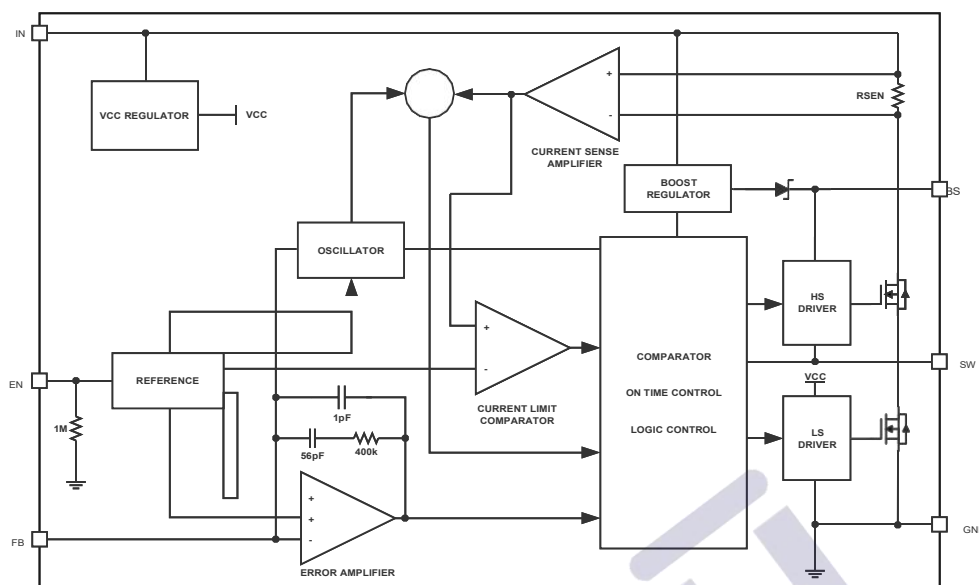 IN
VCC REGULATOR
VCC
+
-
RSEN
CURRENT SENSE
AMPLIFIER
BOOST
REGULATOR
BS
OSCILLATOR
HS
DRIVER
+
-
COMPARATOR
ON TIME CONTROL
LOGIC CONTROL
SW
EN
REFERENCE
CURRENT LIMIT
COMPARATOR
VCC
1M
1pF
56pF
400k
LS
DRIVER
+
+
-
FB
ERROR AMPLIFIER
GN